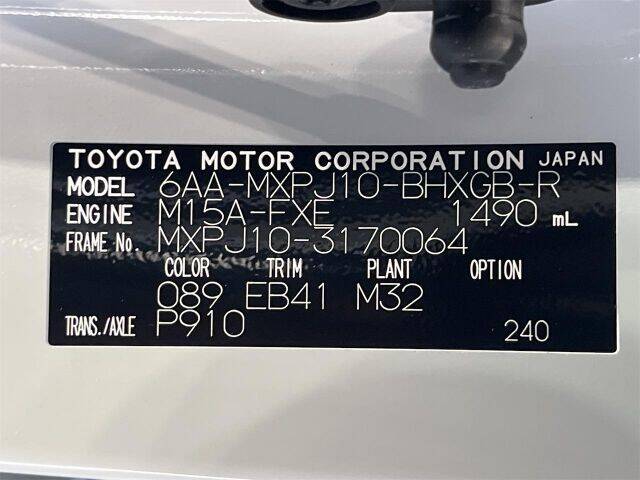 TOYOTA MOTOR CORPORATION JAPAN
MODEL 6AA-MXPJ10-BHXGB-R
ENGINE M15A-FXE 1490 mL
FRAME No. MXPJ10-3170064
COLOR TRIM PLANT OPTION
089 EB41 M32
TRANS./AXLE P910 240